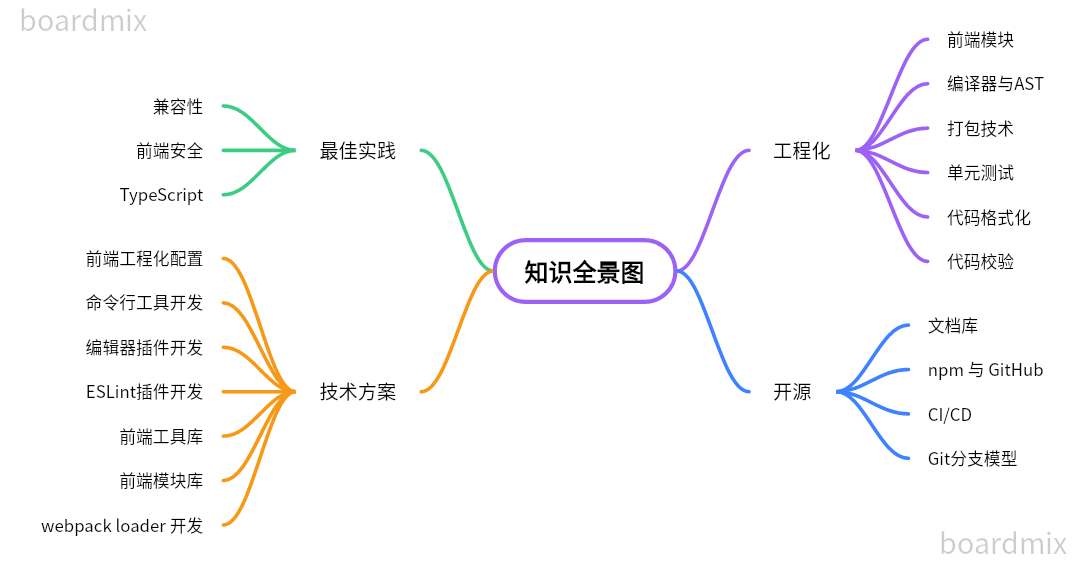 boardmix
知识全景图
最佳实践
兼容性
前端安全
TypeScript
技术方案
前端工程化配置
命令行工具开发
编辑器插件开发
ESLint插件开发
前端工具库
前端模块库
webpack loader 开发
工程化
前端模块
编译器与AST
打包技术
单元测试
代码格式化
代码校验
开源
文档库
npm 与 GitHub
CI/CD
Git分支模型
boardmix